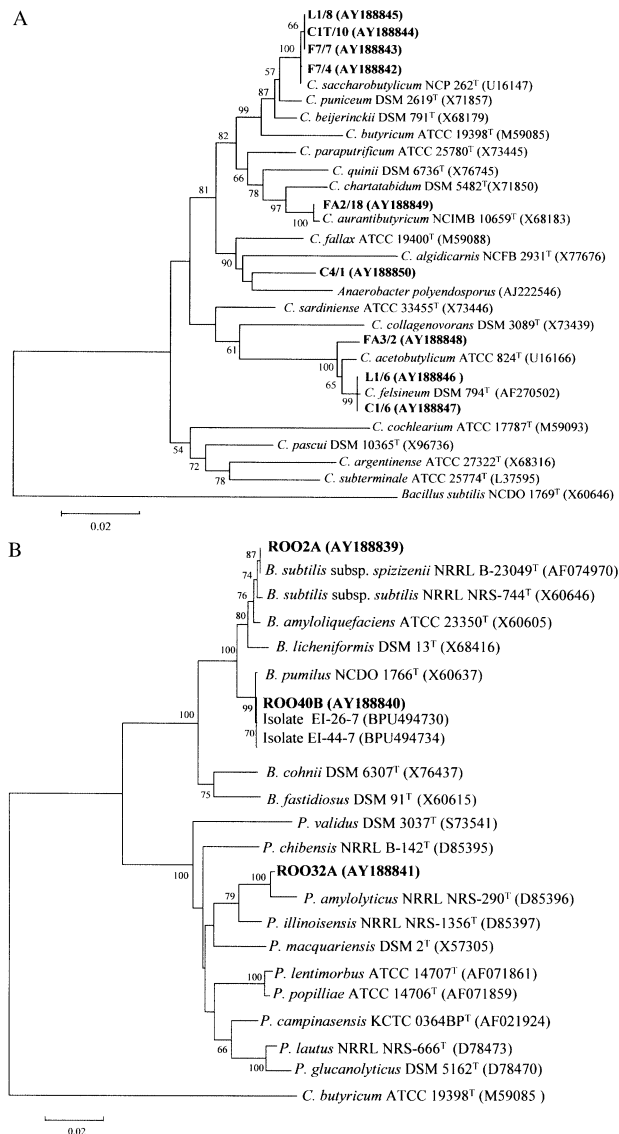 A
L1/8 (AY188845)
66
C1T/10 (AY188844)
F7/7 (AY188843)
100
F7/4 (AY188842)
57
C. saccharobutylicum NCP 262ᵀ (U16147)
87
C. puniceum DSM 2619ᵀ (X71857)
99
C. beijerinckii DSM 791ᵀ (X68179)
82
C. butyricum ATCC 19398ᵀ (M59085)
C. paraputrificum ATCC 25780ᵀ (X73445)
66
C. quinii DSM 6736ᵀ (X76745)
78
81
C. chartatabidum DSM 5482ᵀ(X71850)
97
FA2/18 (AY188849)
100
C. aurantibutyricum NCIMB 10659ᵀ (X68183)
C. fallax ATCC 19400ᵀ (M59088)
90
C. algidicarnis NCFB 2931ᵀ (X77676)
C4/1 (AY188850)
Anaerobacter polyendosporus (AJ222546)
C. sardiniense ATCC 33455ᵀ (X73446)
C. collagenovorans DSM 3089ᵀ (X73439)
61
FA3/2 (AY188848)
100
C. acetobutylicum ATCC 824ᵀ (U16166)
65
L1/6 (AY188846 )
99
C. felsineum DSM 794ᵀ (AF270502)
C1/6 (AY188847)
C. cochlearium ATCC 17787ᵀ (M59093)
54
C. pascui DSM 10365ᵀ (X96736)
72
C. argentinense ATCC 27322ᵀ (X68316)
78
C. subterminale ATCC 25774ᵀ (L37595)
Bacillus subtilis NCDO 1769ᵀ (X60646)
0.02
B
ROO2A (AY188839)
87
B. subtilis subsp. spizizenii NRRL B-23049ᵀ (AF074970)
74
B. subtilis subsp. subtilis NRRL NRS-744ᵀ (X60646)
76
B. amyloliquefaciens ATCC 23350ᵀ (X60605)
80
B. licheniformis DSM 13ᵀ (X68416)
100
B. pumilus NCDO 1766ᵀ (X60637)
ROO40B (AY188840)
99
Isolate EI-26-7 (BPU494730)
70
Isolate EI-44-7 (BPU494734)
100
B. cohnii DSM 6307ᵀ (X76437)
75
B. fastidiosus DSM 91ᵀ (X60615)
P. validus DSM 3037ᵀ (S73541)
P. chibensis NRRL B-142ᵀ (D85395)
100
ROO32A (AY188841)
100
79
P. amylolyticus NRRL NRS-290ᵀ (D85396)
P. illinoisensis NRRL NRS-1356ᵀ (D85397)
P. macquariensis DSM 2ᵀ (X57305)
100
P. lentimorbus ATCC 14707ᵀ (AF071861)
P. popilliae ATCC 14706ᵀ (AF071859)
P. campinasensis KCTC 0364BPᵀ (AF021924)
66
P. lautus NRRL NRS-666ᵀ (D78473)
100
P. glucanolyticus DSM 5162ᵀ (D78470)
C. butyricum ATCC 19398ᵀ (M59085 )
0.02